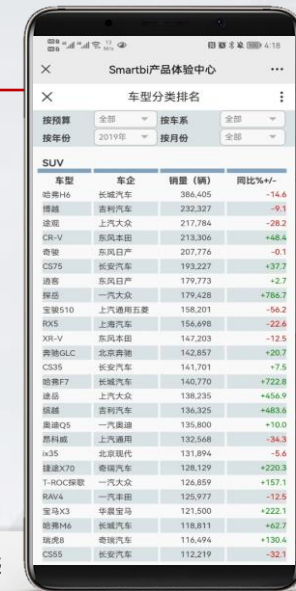 4:18
Smartbi产品体验中心
车型分类排名
按预算 全部 按车系 全部
按年份 2019年 按月份 全部
SUV
车型 车企 销量（辆） 同比%+/-
哈弗H6 长城汽车 386,405 -14.6
博越 吉利汽车 232,327 -9.1
途观 上汽大众 217,784 -28.2
CR-V 东风本田 213,306 +48.4
奇骏 东风日产 207,776 -0.1
CS75 长安汽车 193,227 +37.7
逍客 东风日产 179,773 +2.7
探岳 一汽大众 179,428 +786.7
宝骏510 上汽通用五菱 158,201 -56.2
RX5 上海汽车 156,698 -22.6
XR-V 东风本田 147,203 -12.5
奔驰GLC 北京奔驰 142,857 +20.7
CS35 长安汽车 141,701 +7.5
哈弗F7 长城汽车 140,770 +722.8
途岳 上汽大众 138,235 +456.9
缤越 吉利汽车 136,325 +483.6
奥迪Q5 一汽奥迪 135,800 +10.0
昂科威 上汽通用 132,568 -34.3
ix35 北京现代 131,894 -5.6
捷途X70 奇瑞汽车 128,129 +220.3
T-ROC探歌 一汽大众 126,859 +157.1
RAV4 一汽丰田 125,977 -12.5
宝马X3 华晨宝马 121,500 +222.1
哈弗M6 长城汽车 118,811 +62.7
瑞虎8 奇瑞汽车 116,494 +130.4
CS55 长安汽车 112,219 -32.1